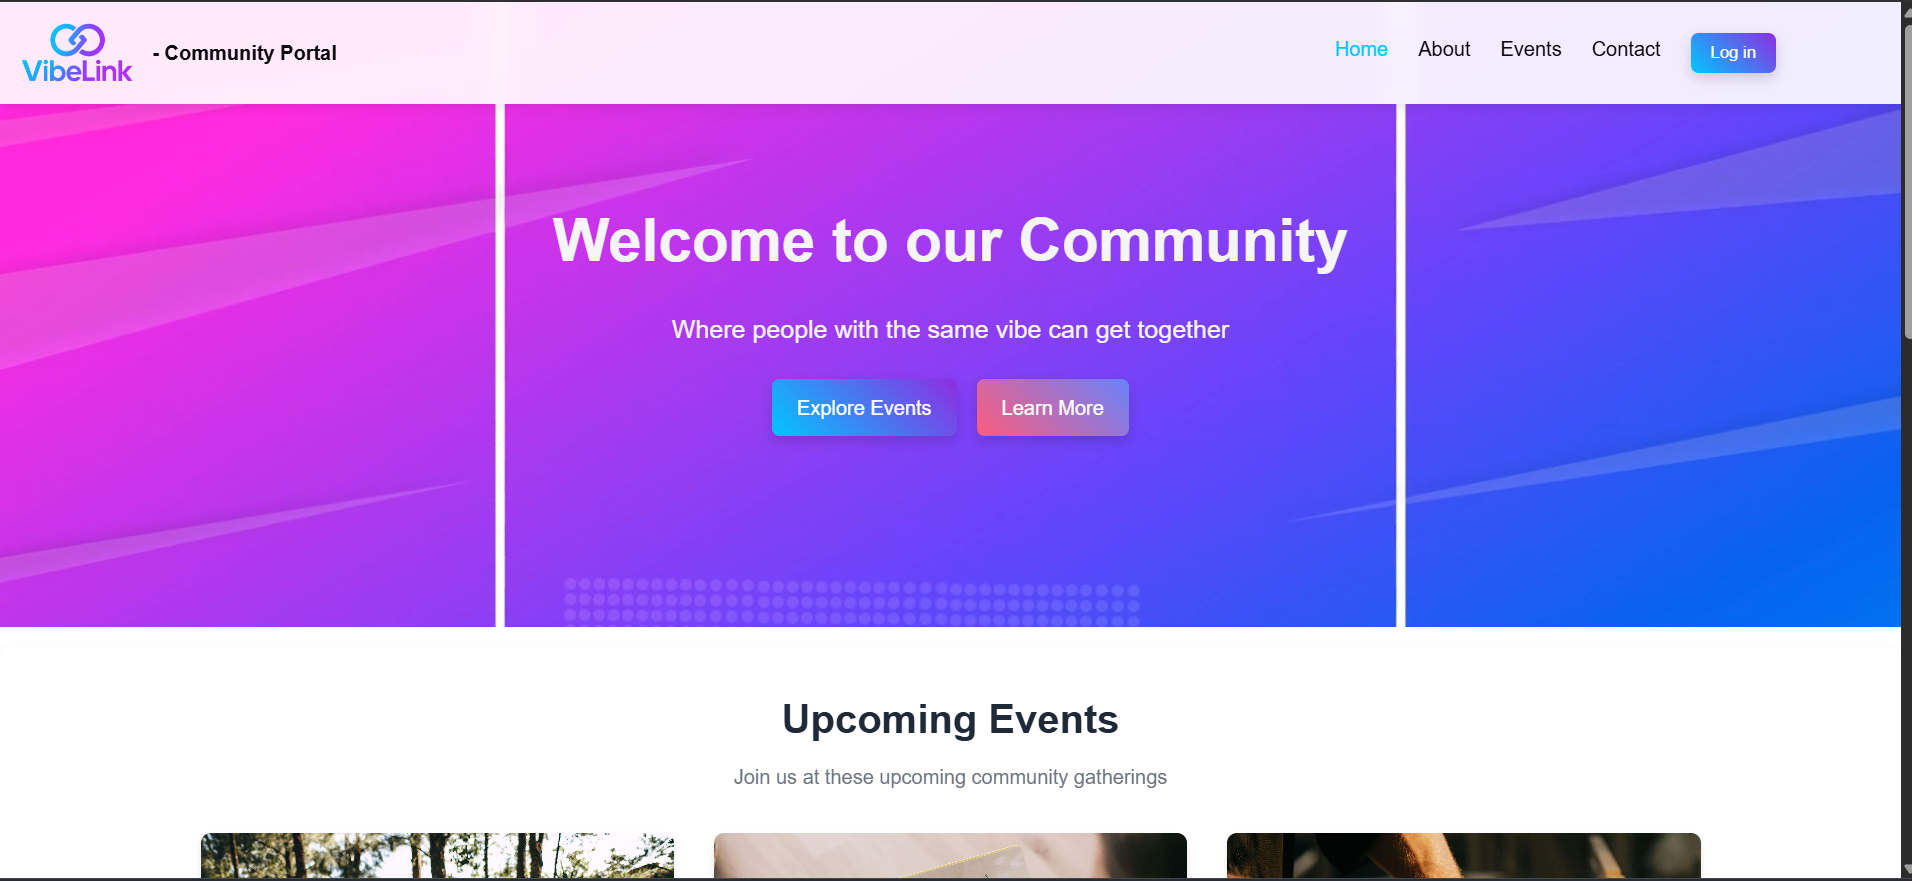 VibeLink
- Community Portal
Home
About
Events
Contact
Log in
Welcome to our Community
Where people with the same vibe can get together
Explore Events
Learn More
Upcoming Events
Join us at these upcoming community gatherings